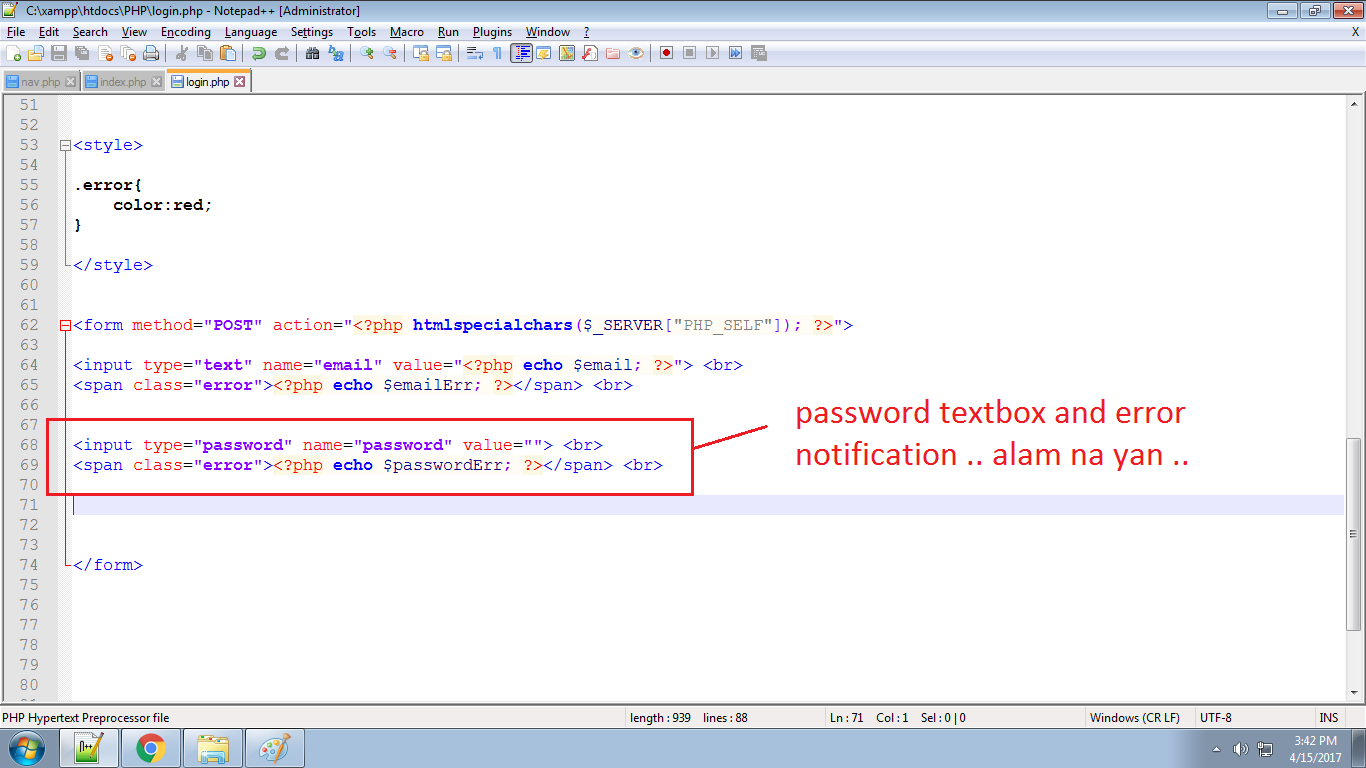 C:\xampp\htdocs\PHP\login.php - Notepad++ [Administrator]
File Edit Search View Encoding Language Settings Tools Macro Run Plugins Window ? X
nav.php index.php login.php
51
52
53 <style>
54
55 .error{
56 color:red;
57 }
58
59 </style>
60
61
62 <form method="POST" action="<?php htmlspecialchars($_SERVER["PHP_SELF"]); ?>">
63
64 <input type="text" name="email" value="<?php echo $email; ?>"> <br>
65 <span class="error"><?php echo $emailErr; ?></span> <br>
66
67
68 <input type="password" name="password" value=""> <br>
69 <span class="error"><?php echo $passwordErr; ?></span> <br>
70
71
72
73
74 </form>
75
76
77
78
79
80
password textbox and error
notification .. alam na yan ..
PHP Hypertext Preprocessor file length : 939 lines : 88 Ln : 71 Col : 1 Sel : 0 | 0 Windows (CR LF) UTF-8 INS
3:42 PM
4/15/2017